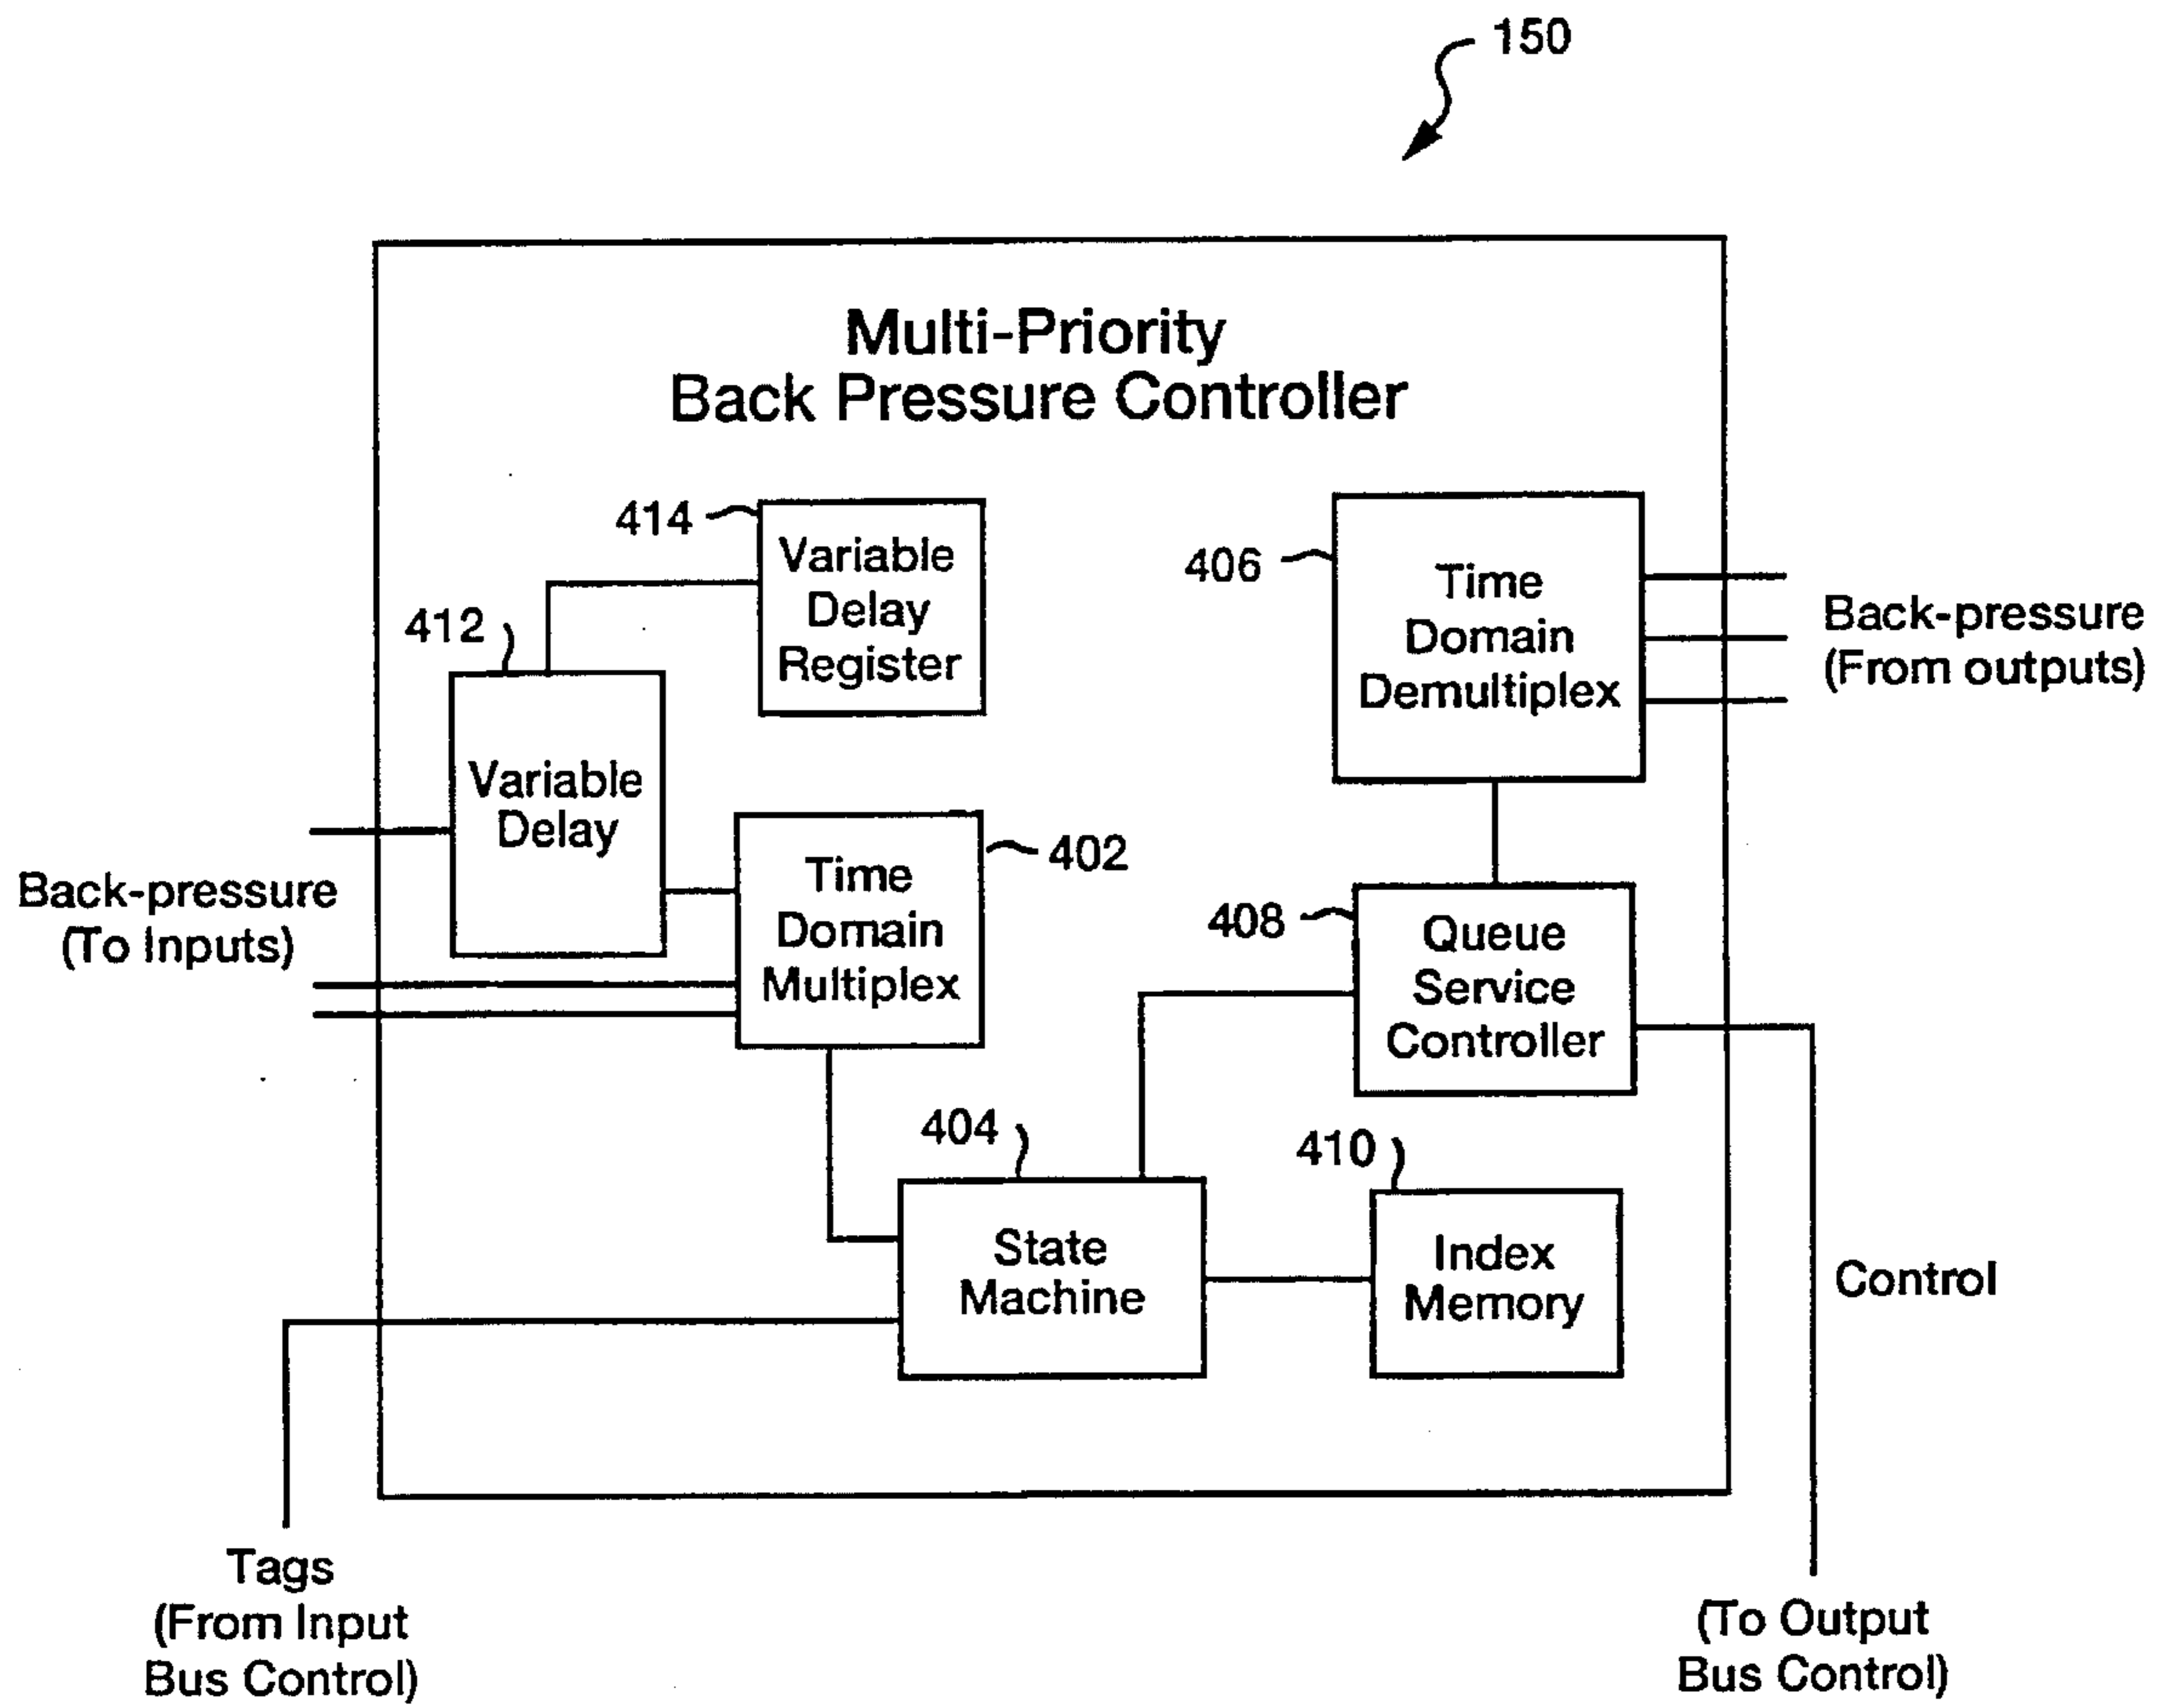 150
Multi-Priority
Back Pressure Controller
414
Variable
Delay
Register
406
Time
Domain
Demultiplex
Back-pressure
(From outputs)
412
Variable
Delay
402
Time
Domain
Multiplex
Back-pressure
(To Inputs)
408
Queue
Service
Controller
404
State
Machine
410
Index
Memory
Control
Tags
(From Input
Bus Control)
(To Output
Bus Control)